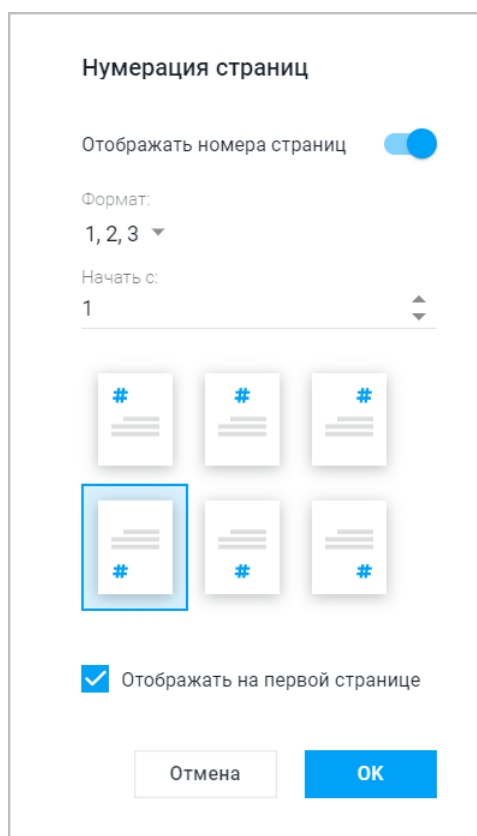 Нумерация страниц
Отображать номера страниц
Формат:
1, 2, 3
Начать с:
1
# # #
# # #
Отображать на первой странице
Отмена OK